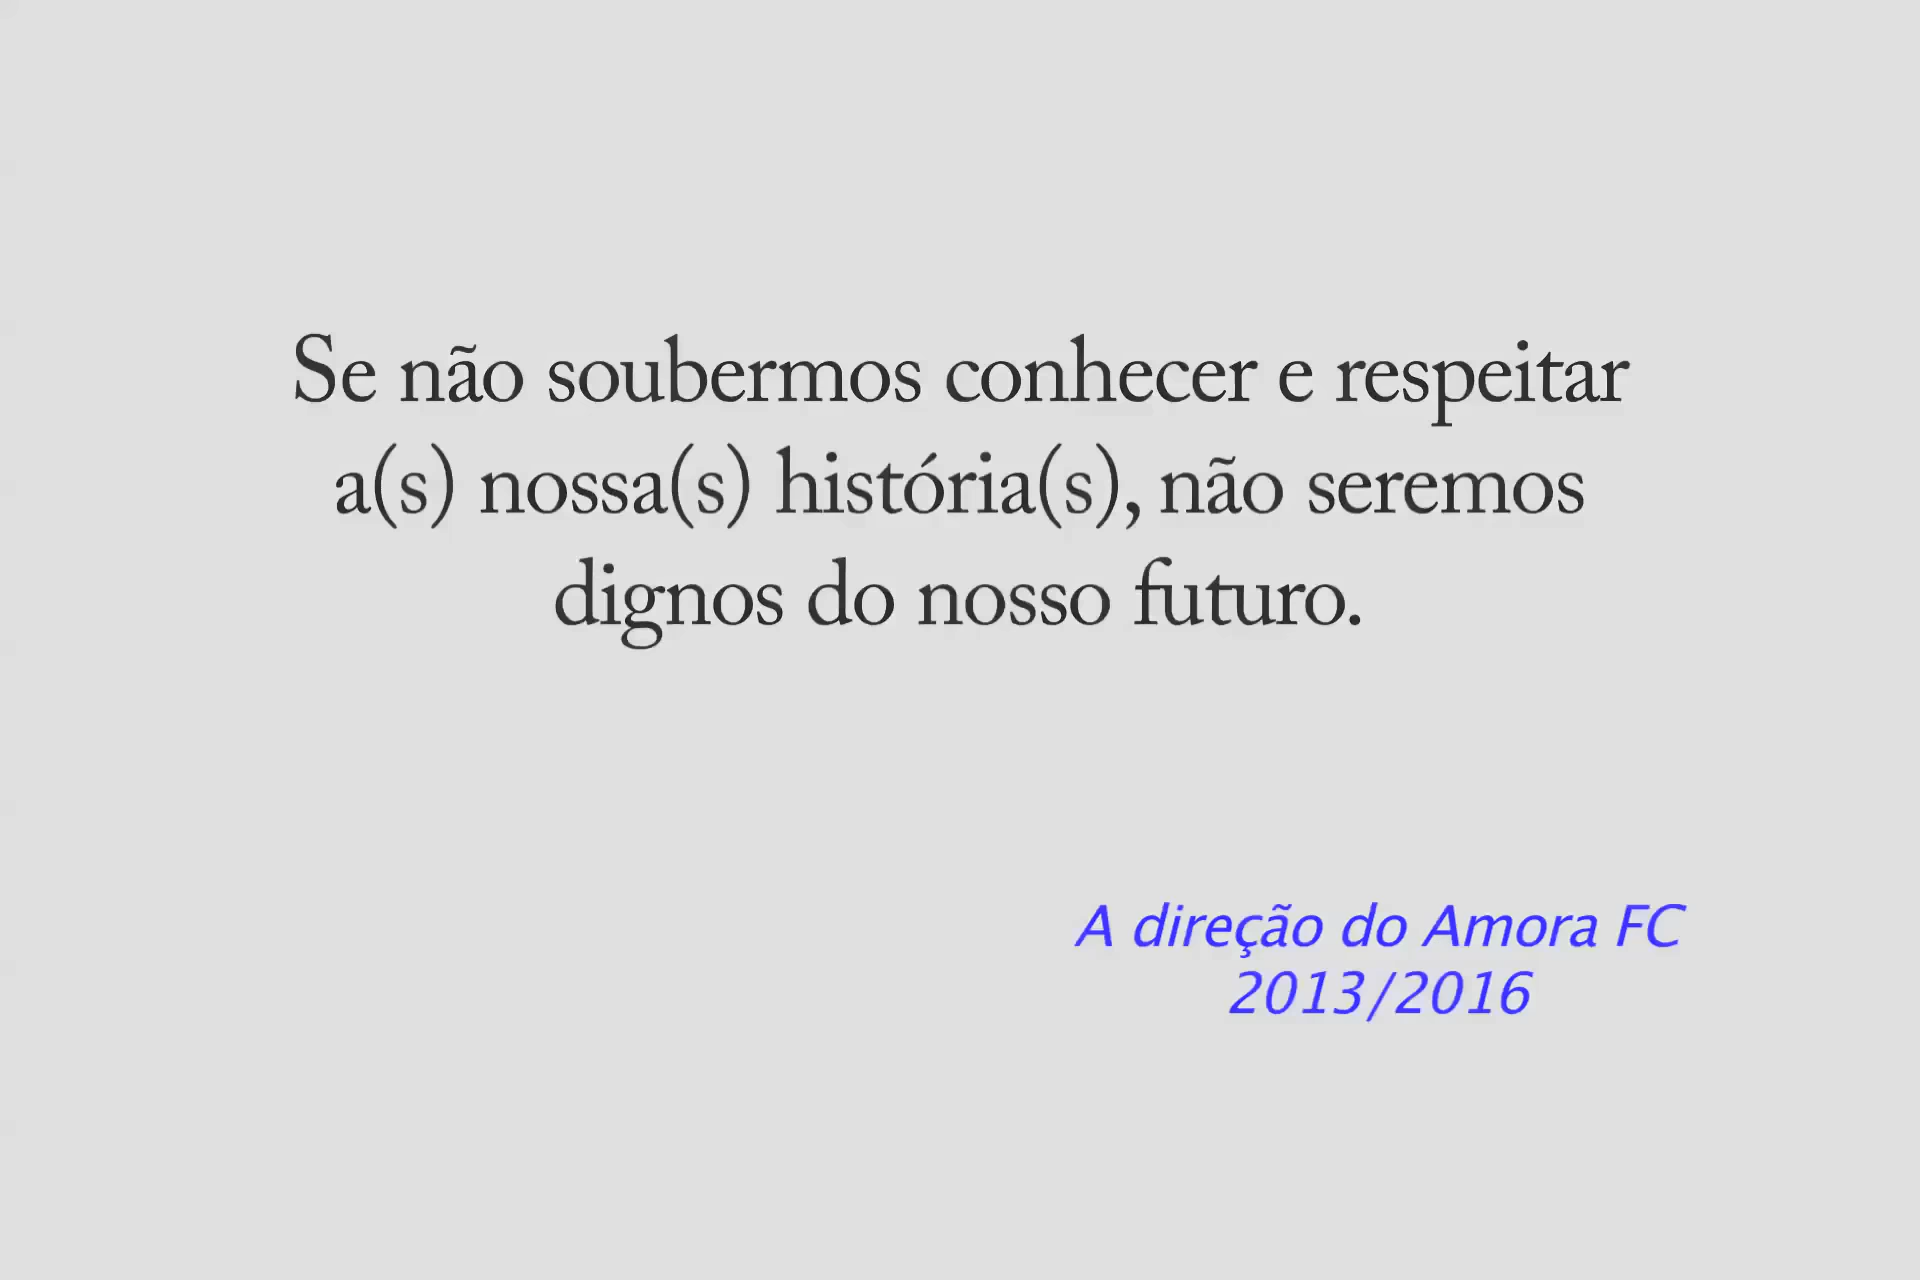 Se não soubermos conhecer e respeitar
a(s) nossa(s) história(s), não seremos
dignos do nosso futuro.
A direção do Amora FC
2013/2016